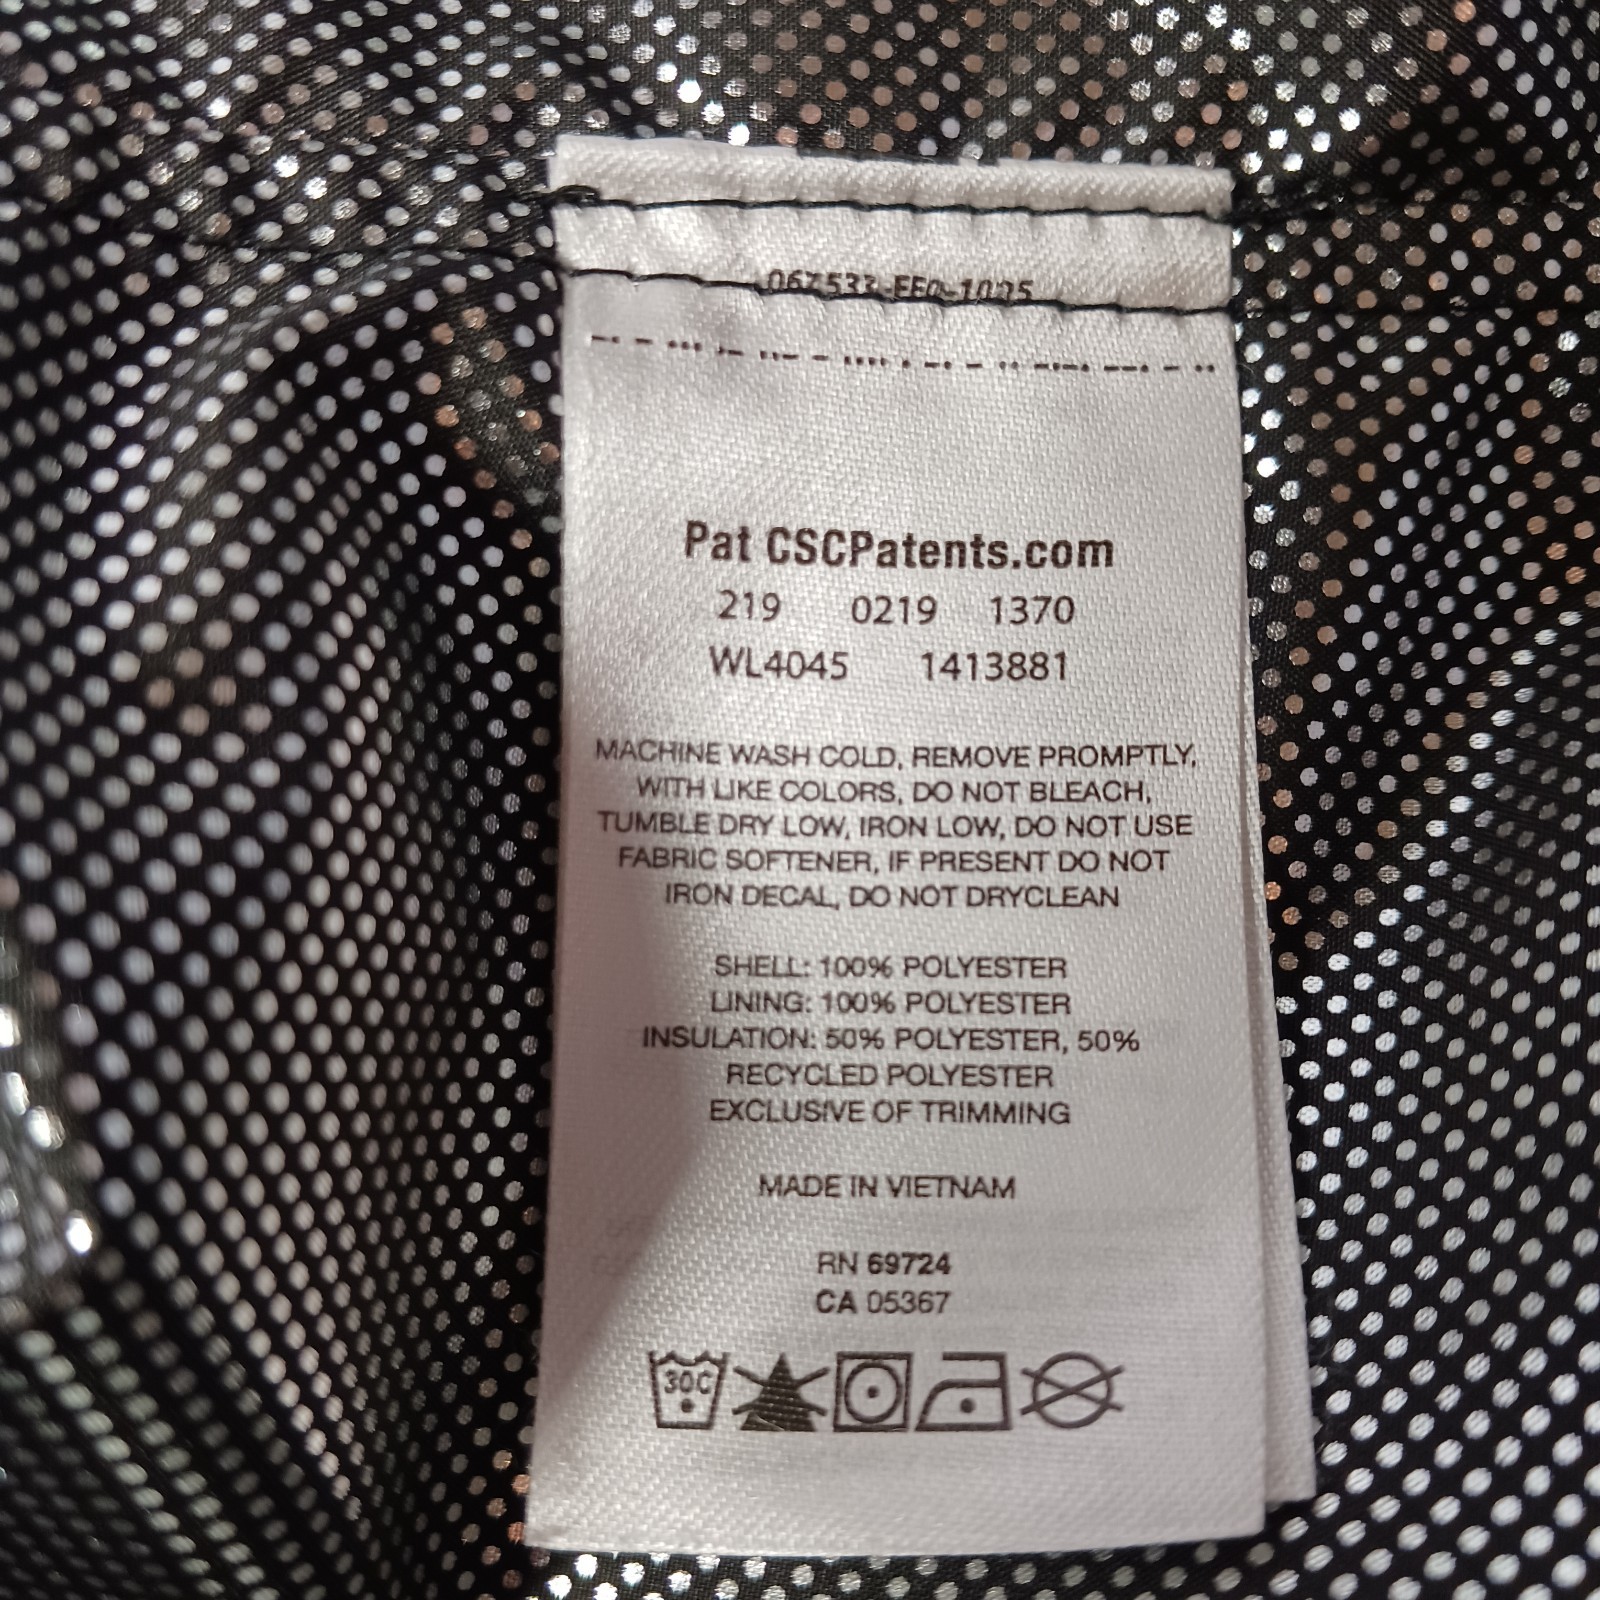 Pat CSCPatents.com
219 0219 1370
WL4045 1413881
MACHINE WASH COLD, REMOVE PROMPTLY,
WITH LIKE COLORS, DO NOT BLEACH,
TUMBLE DRY LOW, IRON LOW, DO NOT USE
FABRIC SOFTENER, IF PRESENT DO NOT
IRON DECAL, DO NOT DRYCLEAN
SHELL: 100% POLYESTER
LINING: 100% POLYESTER
INSULATION: 50% POLYESTER, 50%
RECYCLED POLYESTER
EXCLUSIVE OF TRIMMING
MADE IN VIETNAM
RN 69724
CA 05367
30C